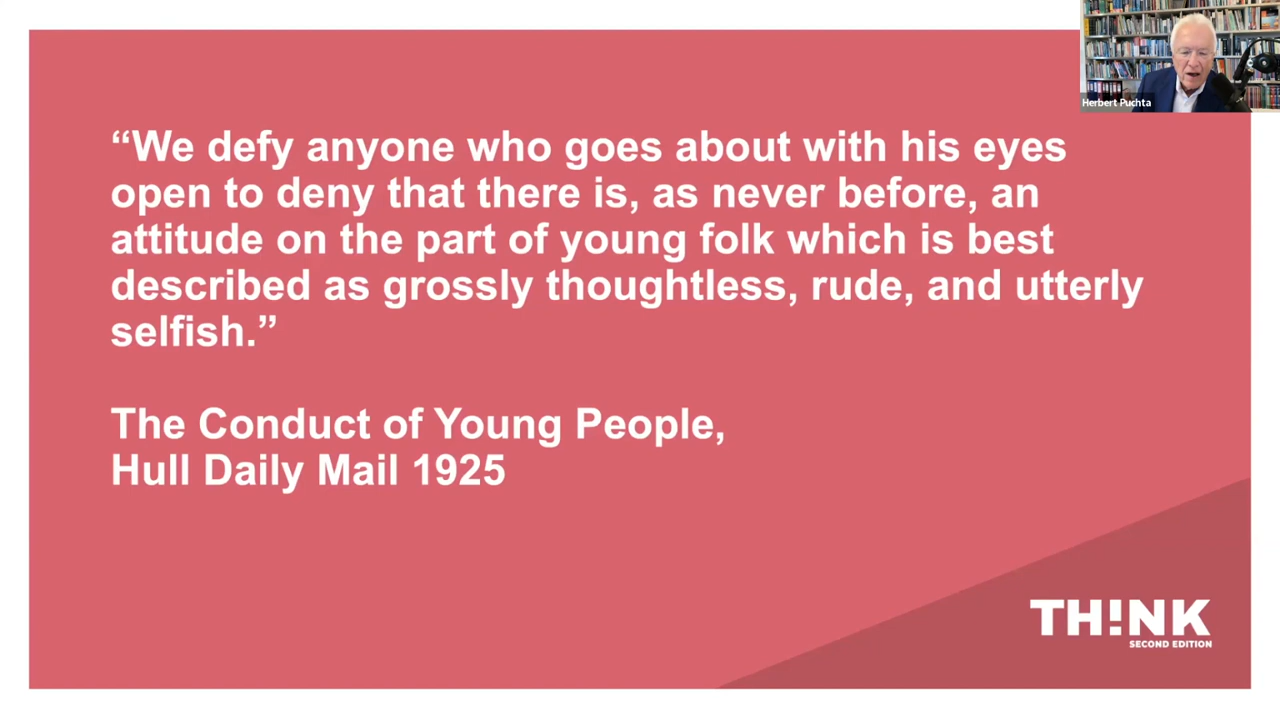 Herbert Puchta
“We defy anyone who goes about with his eyes
open to deny that there is, as never before, an
attitude on the part of young folk which is best
described as grossly thoughtless, rude, and utterly
selfish.”
The Conduct of Young People,
Hull Daily Mail 1925
TH!NK
SECOND EDITION